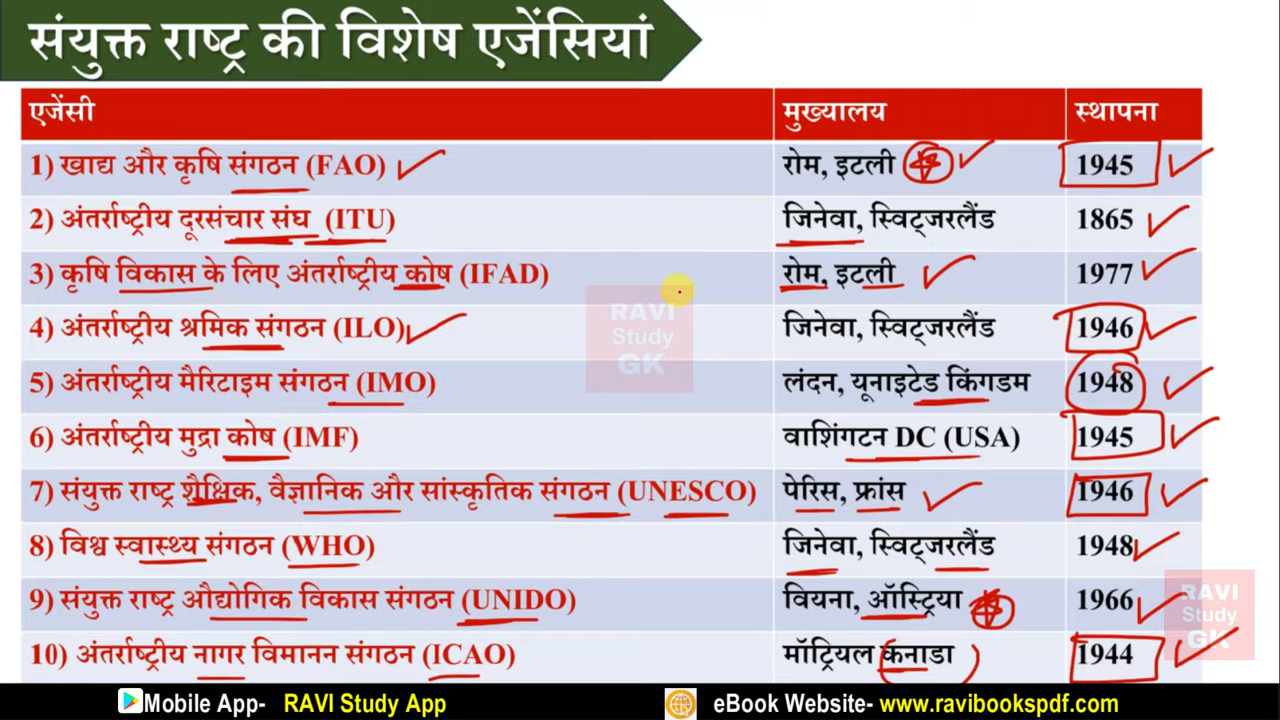 संयुक्त राष्ट्र की विशेष एजेंसियां
एजेंसी मुख्यालय स्थापना
1) खाद्य और कृषि संगठन (FAO) रोम, इटली 1945
2) अंतर्राष्ट्रीय दूरसंचार संघ (ITU) जिनेवा, स्विट्जरलैंड 1865
3) कृषि विकास के लिए अंतर्राष्ट्रीय कोष (IFAD) रोम, इटली 1977
4) अंतर्राष्ट्रीय श्रमिक संगठन (ILO) जिनेवा, स्विट्जरलैंड 1946
5) अंतर्राष्ट्रीय मैरिटाइम संगठन (IMO) लंदन, यूनाइटेड किंगडम 1948
6) अंतर्राष्ट्रीय मुद्रा कोष (IMF) वाशिंगटन DC (USA) 1945
7) संयुक्त राष्ट्र शैक्षिक, वैज्ञानिक और सांस्कृतिक संगठन (UNESCO) पेरिस, फ्रांस 1946
8) विश्व स्वास्थ्य संगठन (WHO) जिनेवा, स्विट्जरलैंड 1948
9) संयुक्त राष्ट्र औद्योगिक विकास संगठन (UNIDO) वियना, ऑस्ट्रिया 1966
10) अंतर्राष्ट्रीय नागर विमानन संगठन (ICAO) मॉट्रियल कनाडा 1944
RAVI
Study
GK
RAVI
Study
GK
Mobile App- RAVI Study App eBook Website- www.ravibookspdf.com